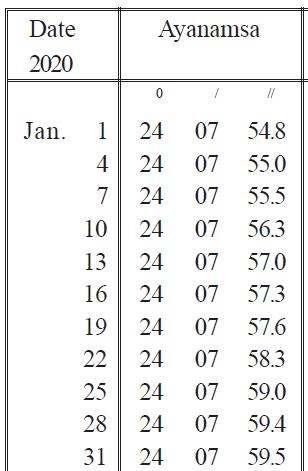 Date Ayanamsa
2020
0 / //
Jan. 1 24 07 54.8
4 24 07 55.0
7 24 07 55.5
10 24 07 56.3
13 24 07 57.0
16 24 07 57.3
19 24 07 57.6
22 24 07 58.3
25 24 07 59.0
28 24 07 59.4
31 24 07 59.5